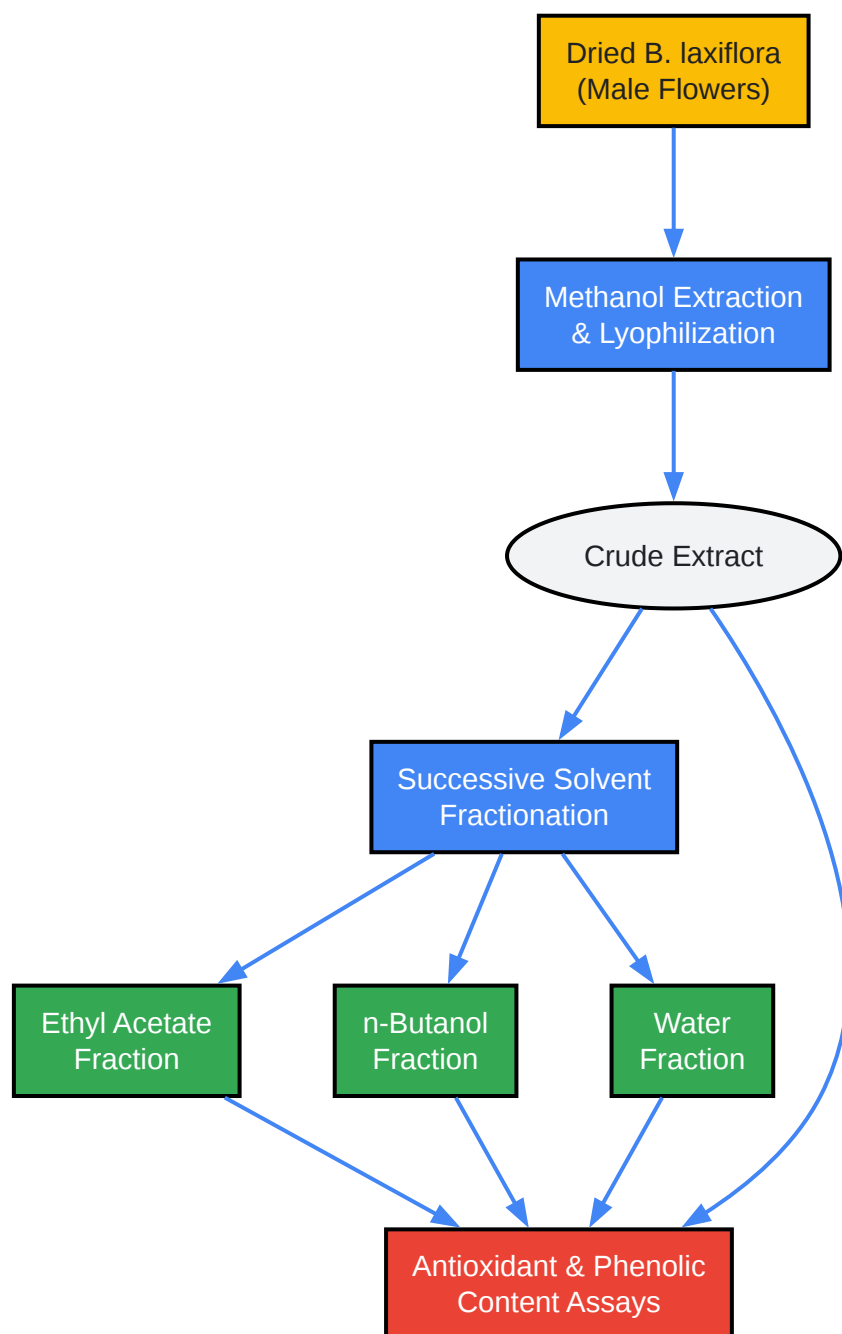 Dried B. laxiflora
(Male Flowers)
Methanol Extraction
& Lyophilization
Crude Extract
Successive Solvent
Fractionation
Ethyl Acetate
Fraction
n-Butanol
Fraction
Water
Fraction
Antioxidant & Phenolic
Content Assays